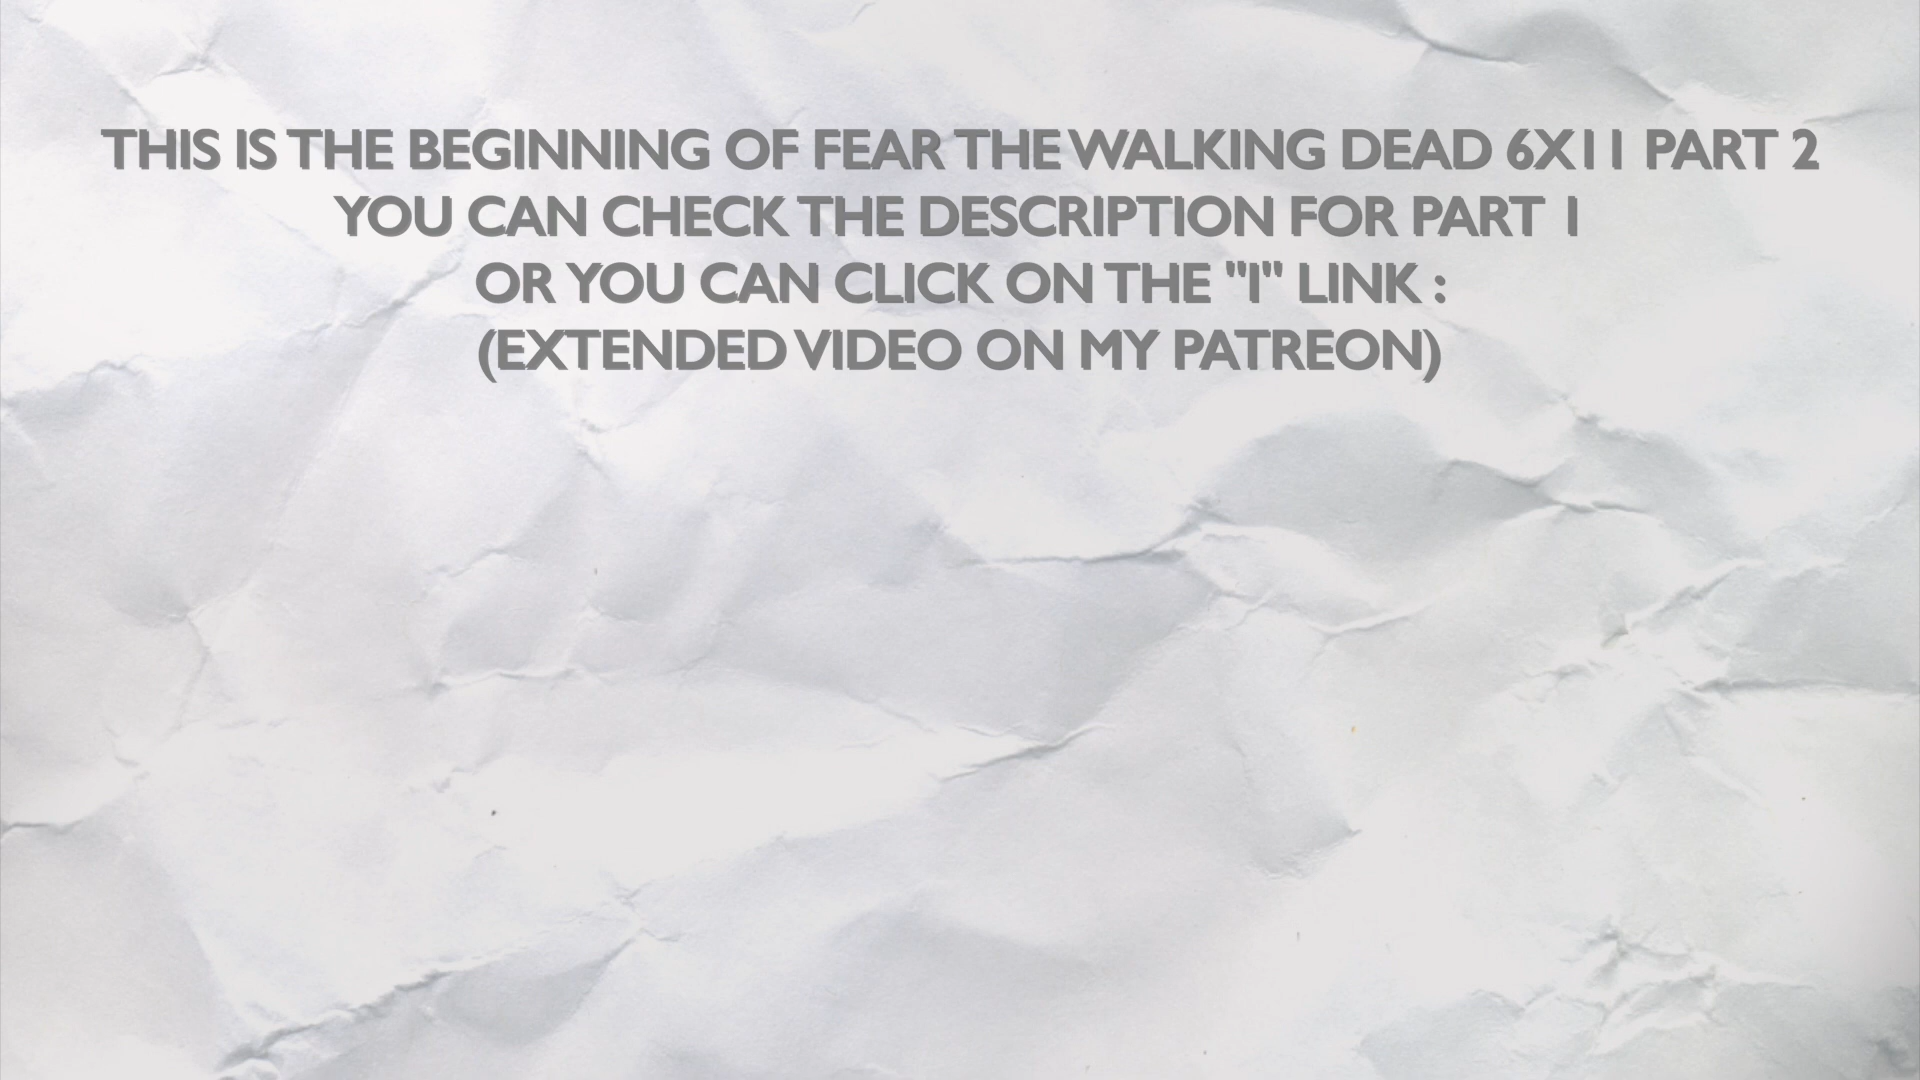 THIS IS THE BEGINNING OF FEAR THE WALKING DEAD 6X11 PART 2
YOU CAN CHECK THE DESCRIPTION FOR PART 1
OR YOU CAN CLICK ON THE "I" LINK :
(EXTENDED VIDEO ON MY PATREON)